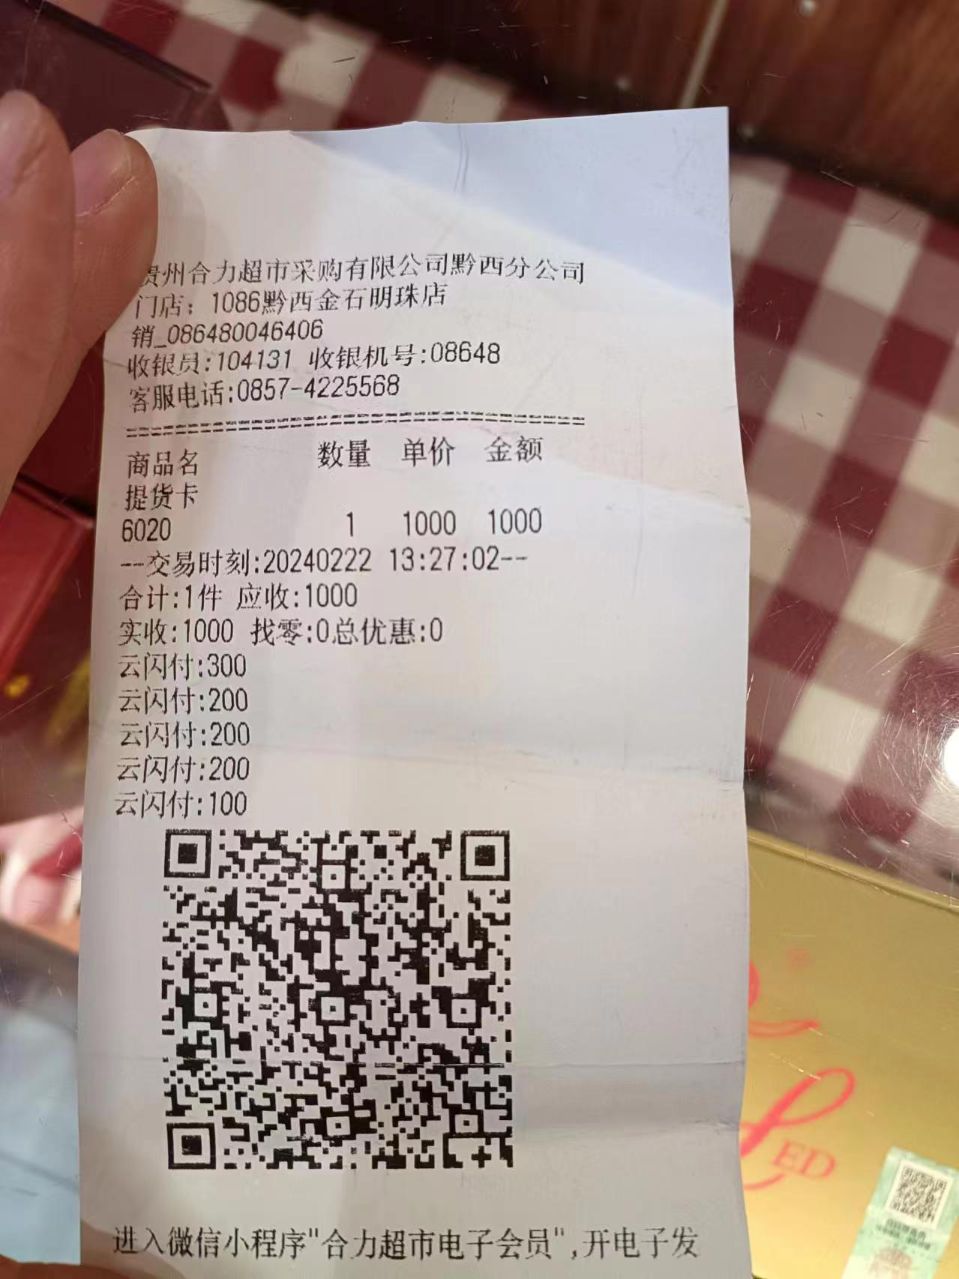 贵州合力超市采购有限公司黔西分公司
门店：1086黔西金石明珠店
销_086480046406
收银员:104131 收银机号:08648
客服电话:0857-4225568
商品名 数量 单价 金额
提货卡
6020 1 1000 1000
--交易时刻:20240222 13:27:02--
合计:1件 应收:1000
实收:1000 找零:0总优惠:0
云闪付:300
云闪付:200
云闪付:200
云闪付:200
云闪付:100
进入微信小程序"合力超市电子会员",开电子发
ED